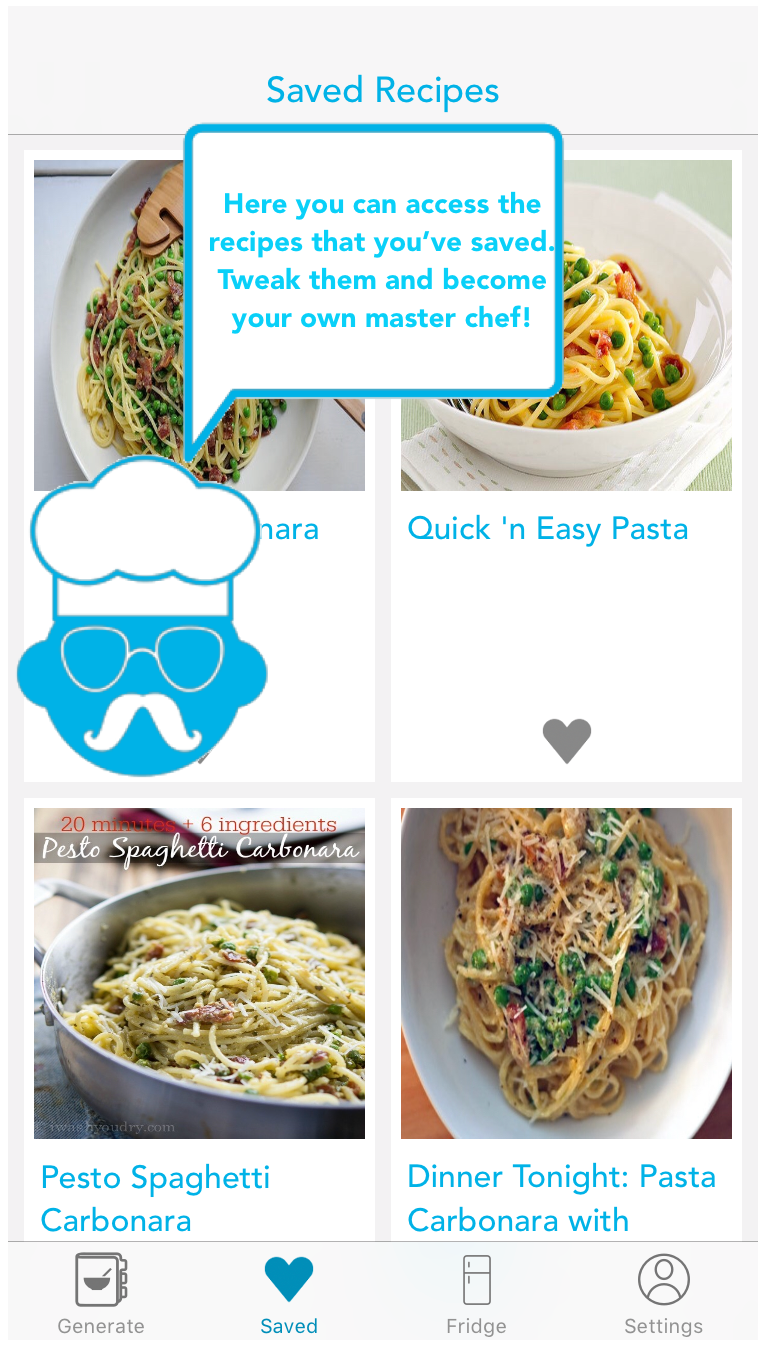 Saved Recipes
Here you can access the
recipes that you’ve saved.
Tweak them and become
your own master chef!
nara
Quick 'n Easy Pasta
20 minutes + 6 ingredients
Pesto Spaghetti Carbonara
iwashyoudry.com
Pesto Spaghetti
Carbonara
Dinner Tonight: Pasta
Carbonara with
Generate
Saved
Fridge
Settings